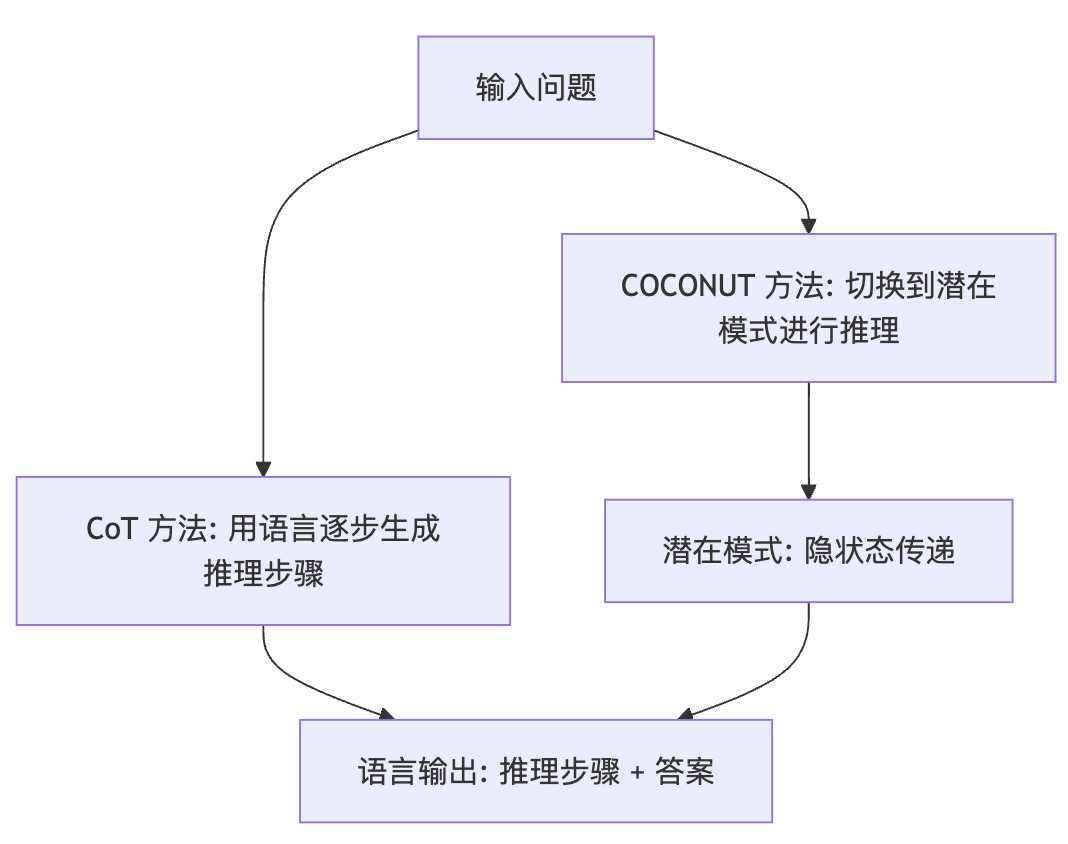 输入问题
COCONUT 方法: 切换到潜在
模式进行推理
CoT 方法: 用语言逐步生成
推理步骤
潜在模式: 隐状态传递
语言输出: 推理步骤 + 答案